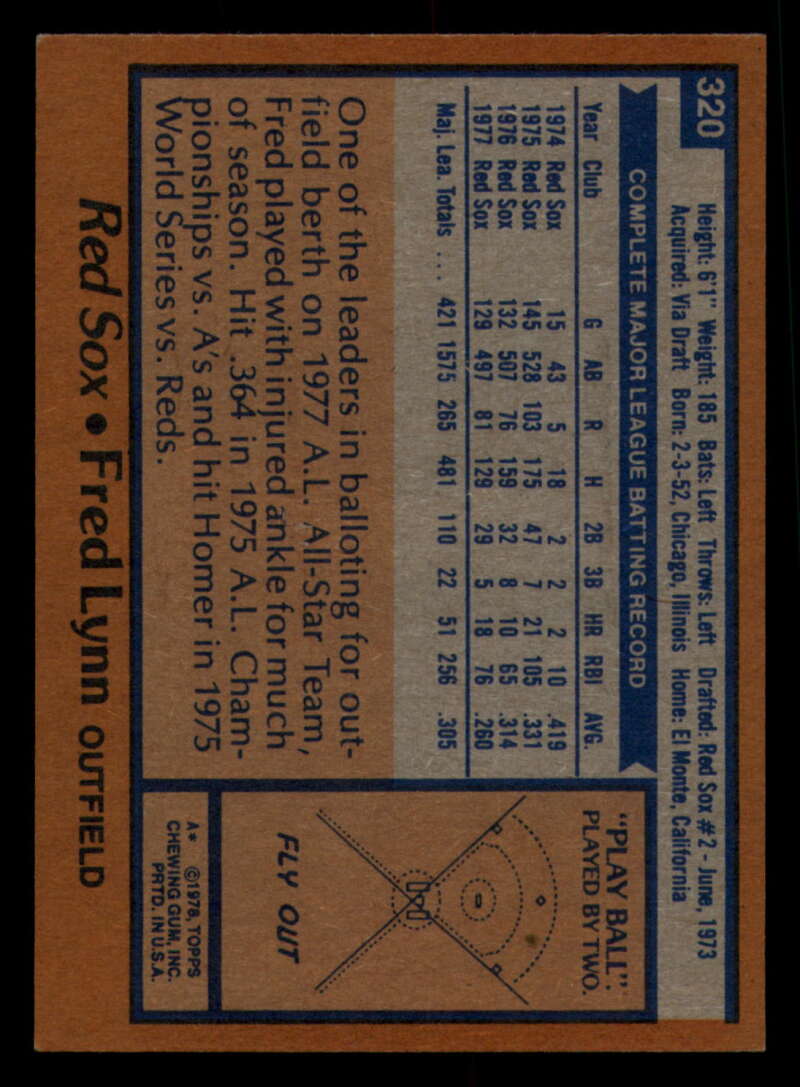 320
Height: 6'1" Weight: 185 Bats: Left Throws: Left Drafted: Red Sox #2 - June, 1973
Acquired: Via Draft Born: 2-3-52, Chicago, Illinois Home: El Monte, California
COMPLETE MAJOR LEAGUE BATTING RECORD
Year Club G AB R H 2B 3B HR RBI AVG.
1974 Red Sox 15 43 5 18 2 2 2 10 .419
1975 Red Sox 145 528 103 175 47 7 21 105 .331
1976 Red Sox 132 507 76 159 32 8 10 65 .314
1977 Red Sox 129 497 81 129 29 5 18 76 .260
Maj. Lea. Totals ... 421 1575 265 481 110 22 51 256 .305
One of the leaders in balloting for out-
field berth on 1977 A.L. All-Star Team,
Fred played with injured ankle for much
of season. Hit .364 in 1975 A.L. Cham-
pionships vs. A's and hit Homer in 1975
World Series vs. Reds.
"PLAY BALL".
PLAYED BY TWO.
FLY OUT
A* ©1978, TOPPS
CHEWING GUM, INC.
PRTD. IN U.S.A.
Red Sox • Fred Lynn OUTFIELD